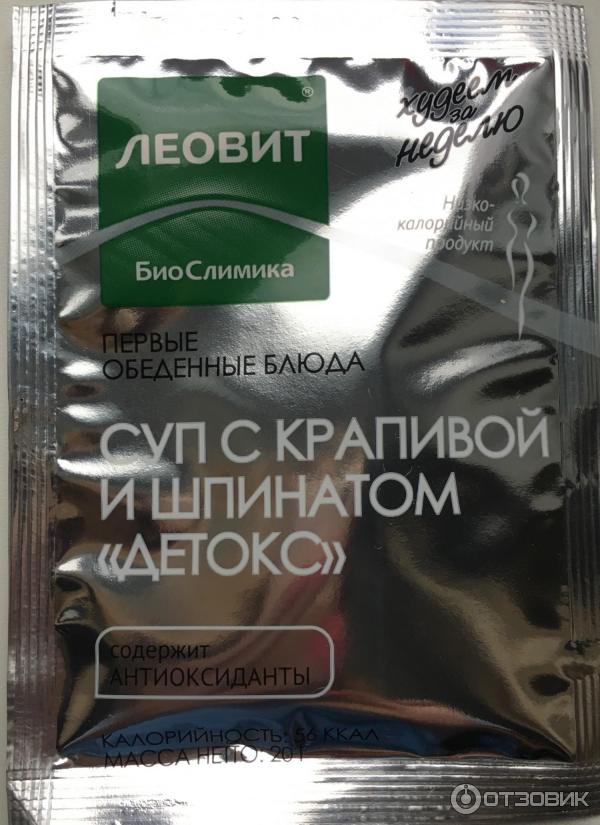 ЛЕОВИТ®
БиоСлимика
худеем
за
неделю
Низко-
калорийный
продукт
ПЕРВЫЕ
ОБЕДЕННЫЕ БЛЮДА
СУП С КРАПИВОЙ
И ШПИНАТОМ
«ДЕТОКС»
содержит
АНТИОКСИДАНТЫ
КАЛОРИЙНОСТЬ: 56 ККАЛ
МАССА НЕТТО: 20 Г
ОТЗОВИК